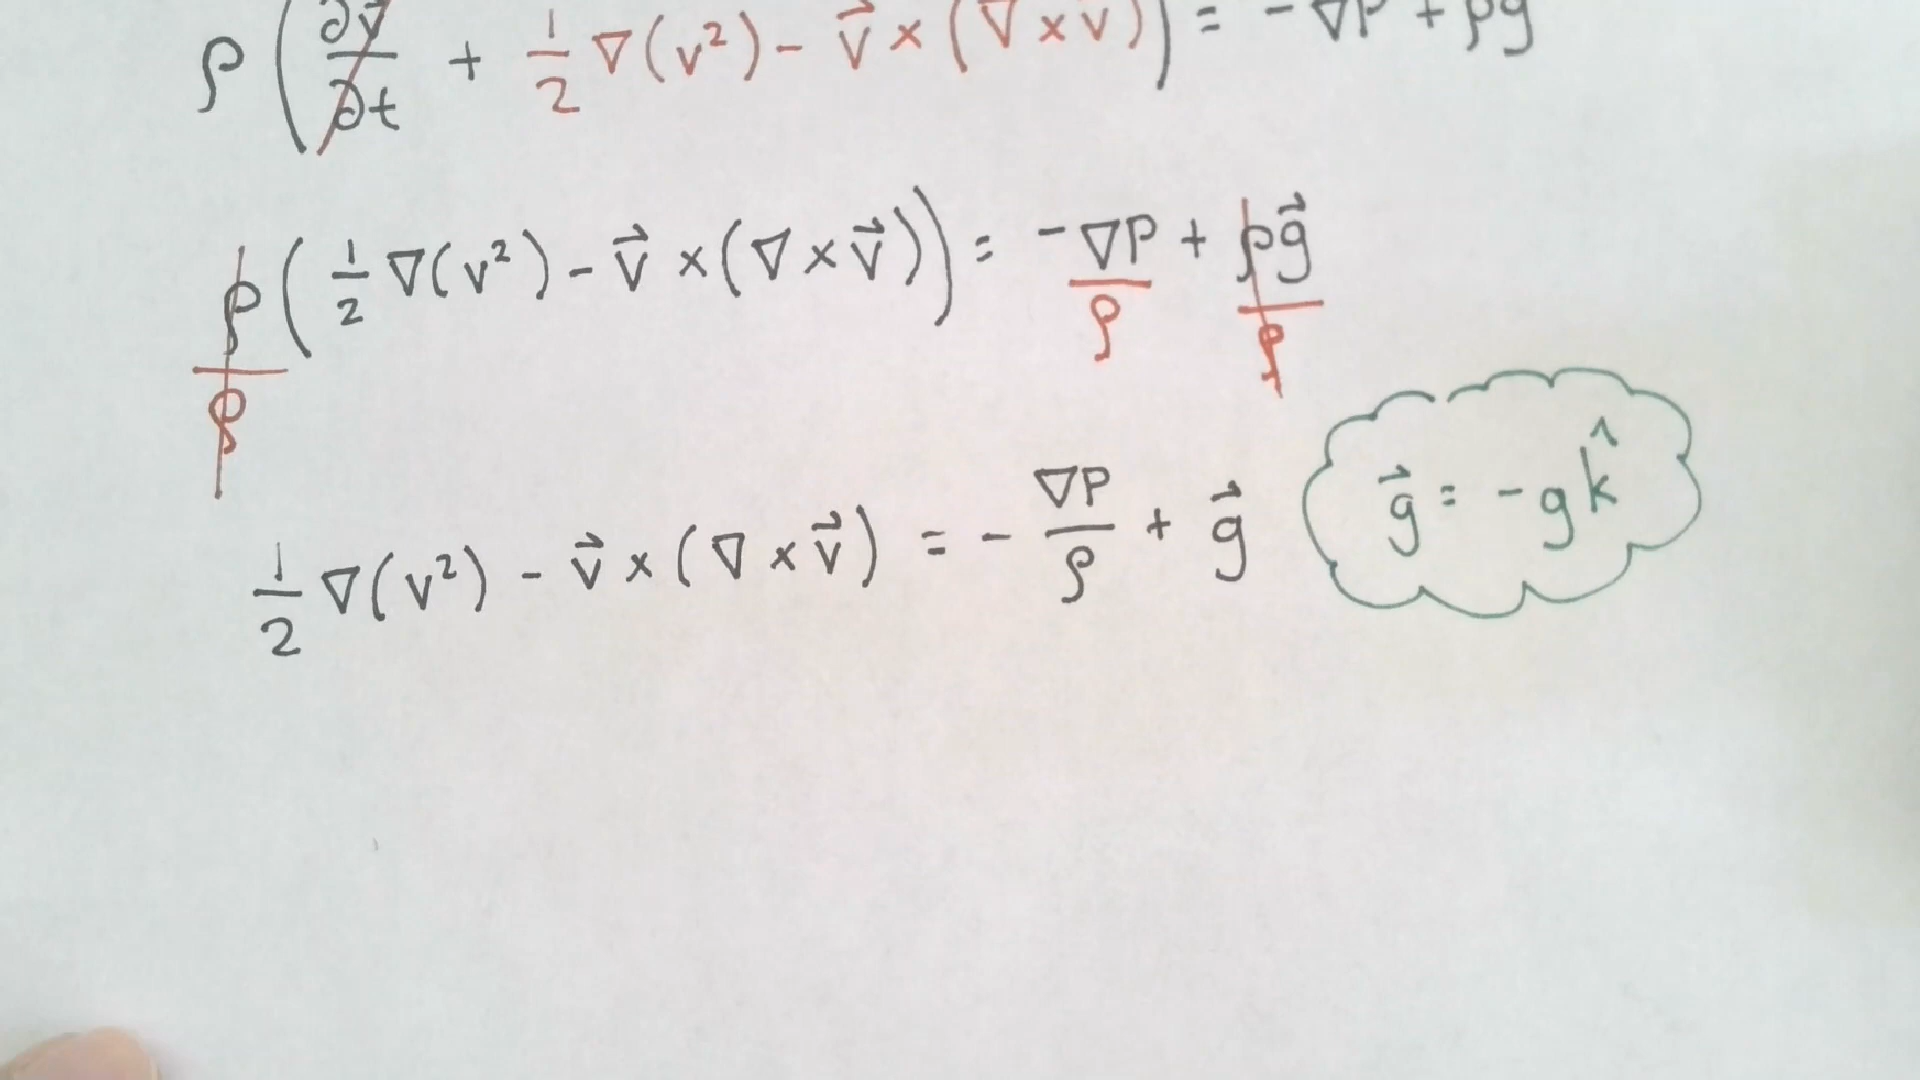 ρ ( ∂v⃗/∂t + 1/2 ∇(v²) - v⃗ × (∇ × v) ) = - ∇P + ρg
ρ/ρ ( 1/2 ∇(v²) - v⃗ × (∇ × v⃗) ) = -∇P/ρ + ρg⃗/ρ
1/2 ∇(v²) - v⃗ × (∇ × v⃗) = - ∇P/ρ + g⃗
g⃗ = -g k̂